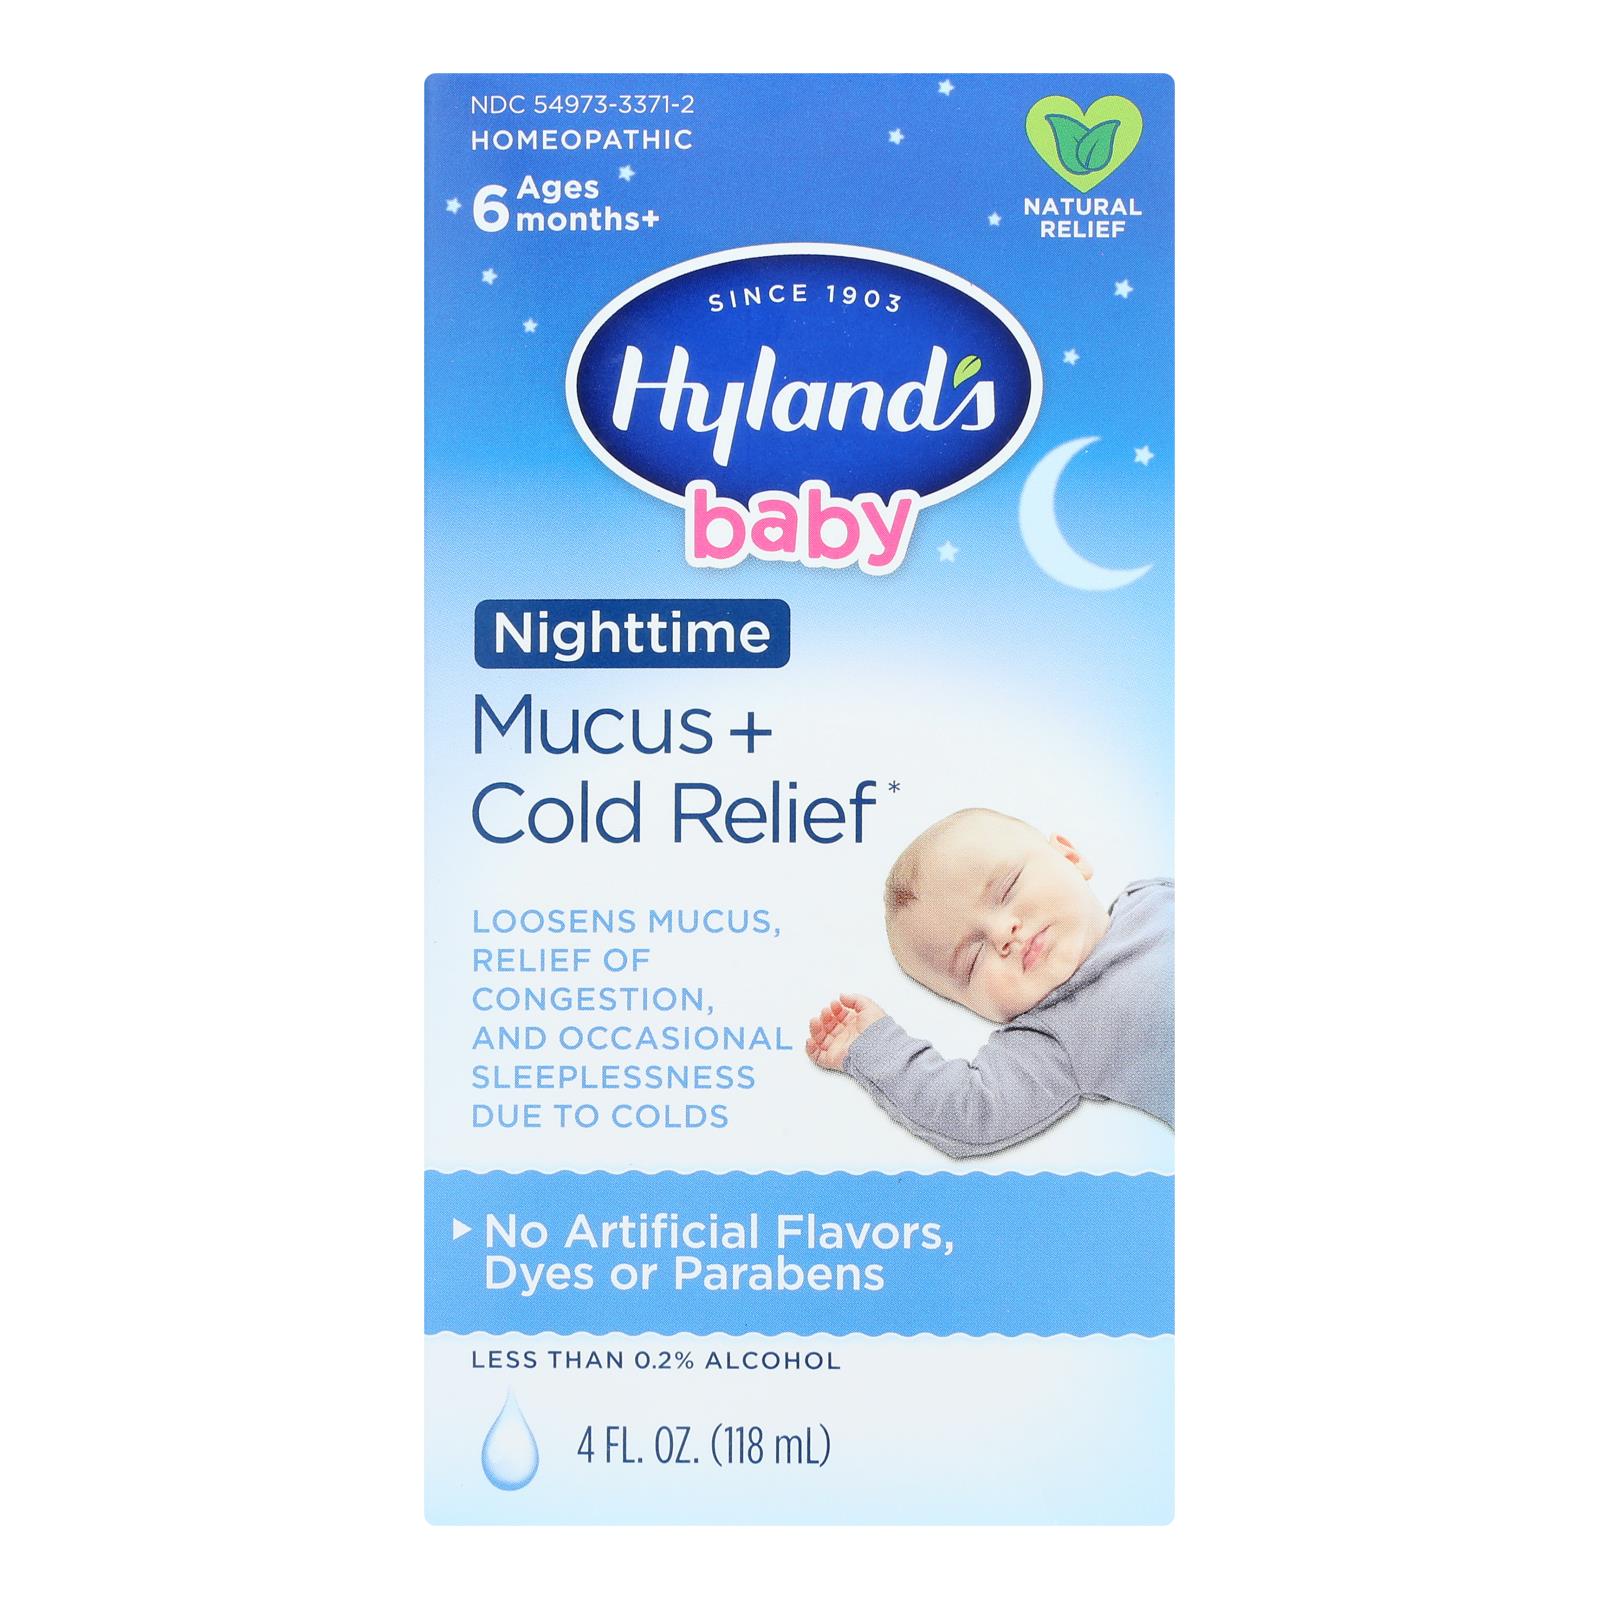 NDC 54973-3371-2
HOMEOPATHIC
6 Ages
months+
NATURAL
RELIEF
SINCE 1903
Hyland's
baby
Nighttime
Mucus +
Cold Relief*
LOOSENS MUCUS,
RELIEF OF
CONGESTION,
AND OCCASIONAL
SLEEPLESSNESS
DUE TO COLDS
No Artificial Flavors,
Dyes or Parabens
LESS THAN 0.2% ALCOHOL
4 FL. OZ. (118 mL)